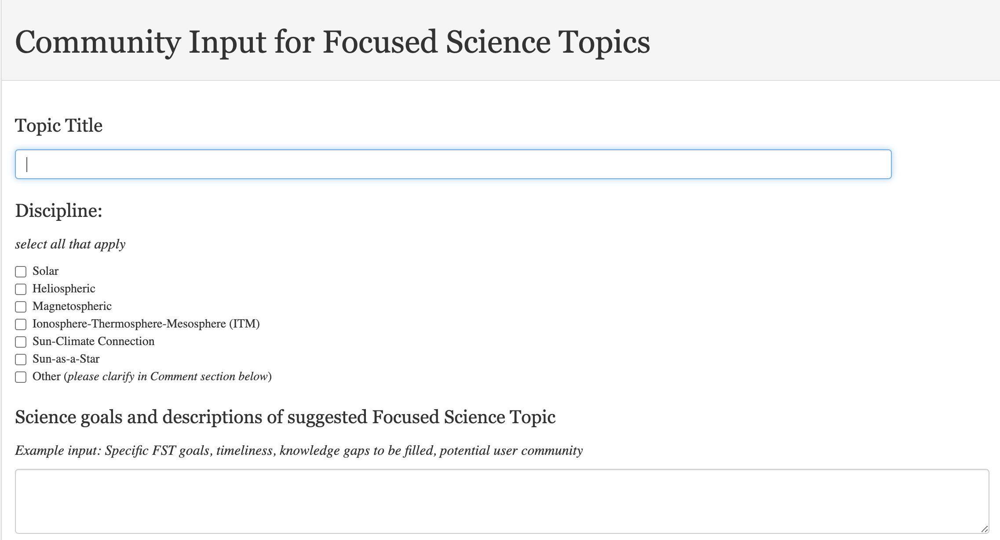 Community Input for Focused Science Topics
Topic Title
Discipline:
select all that apply
Solar
Heliospheric
Magnetospheric
Ionosphere-Thermosphere-Mesosphere (ITM)
Sun-Climate Connection
Sun-as-a-Star
Other (please clarify in Comment section below)
Science goals and descriptions of suggested Focused Science Topic
Example input: Specific FST goals, timeliness, knowledge gaps to be filled, potential user community